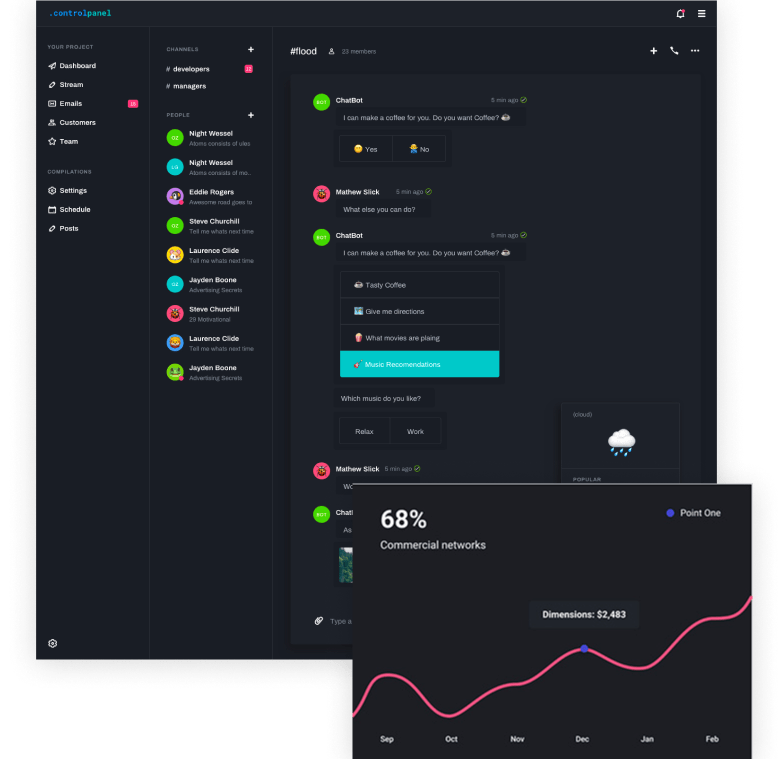 .controlpanel
YOUR PROJECT
Dashboard
Stream
Emails
Customers
Team
COMPILATIONS
Settings
Schedule
Posts
CHANNELS +
# developers
# managers
PEOPLE +
OZ
Night Wessel
Atoms consists of ules
LG
Night Wessel
Atoms consists of mo..
Eddie Rogers
Awesome road goes to
OZ
Steve Churchill
Tell me whats next time
Laurence Clide
Tell me whats next time
OZ
Jayden Boone
Advertising Secrets
Steve Churchill
29 Motivational
Laurence Clide
Tell me whats next time
Jayden Boone
Advertising Secrets
#flood 23 members
BOT ChatBot 5 min ago
I can make a coffee for you. Do you want Coffee?
Yes No
Mathew Slick 5 min ago
What else you can do?
BOT ChatBot 5 min ago
I can make a coffee for you. Do you want Coffee?
Tasty Coffee
Give me directions
What movies are plaing
Music Recomendations
Which music do you like?
Relax Work
Mathew Slick 5 min ago
BOT
As
Type a
(cloud)
POPULAR
68%
Commercial networks
Point One
Dimensions: $2,483
Sep Oct Nov Dec Jan Feb